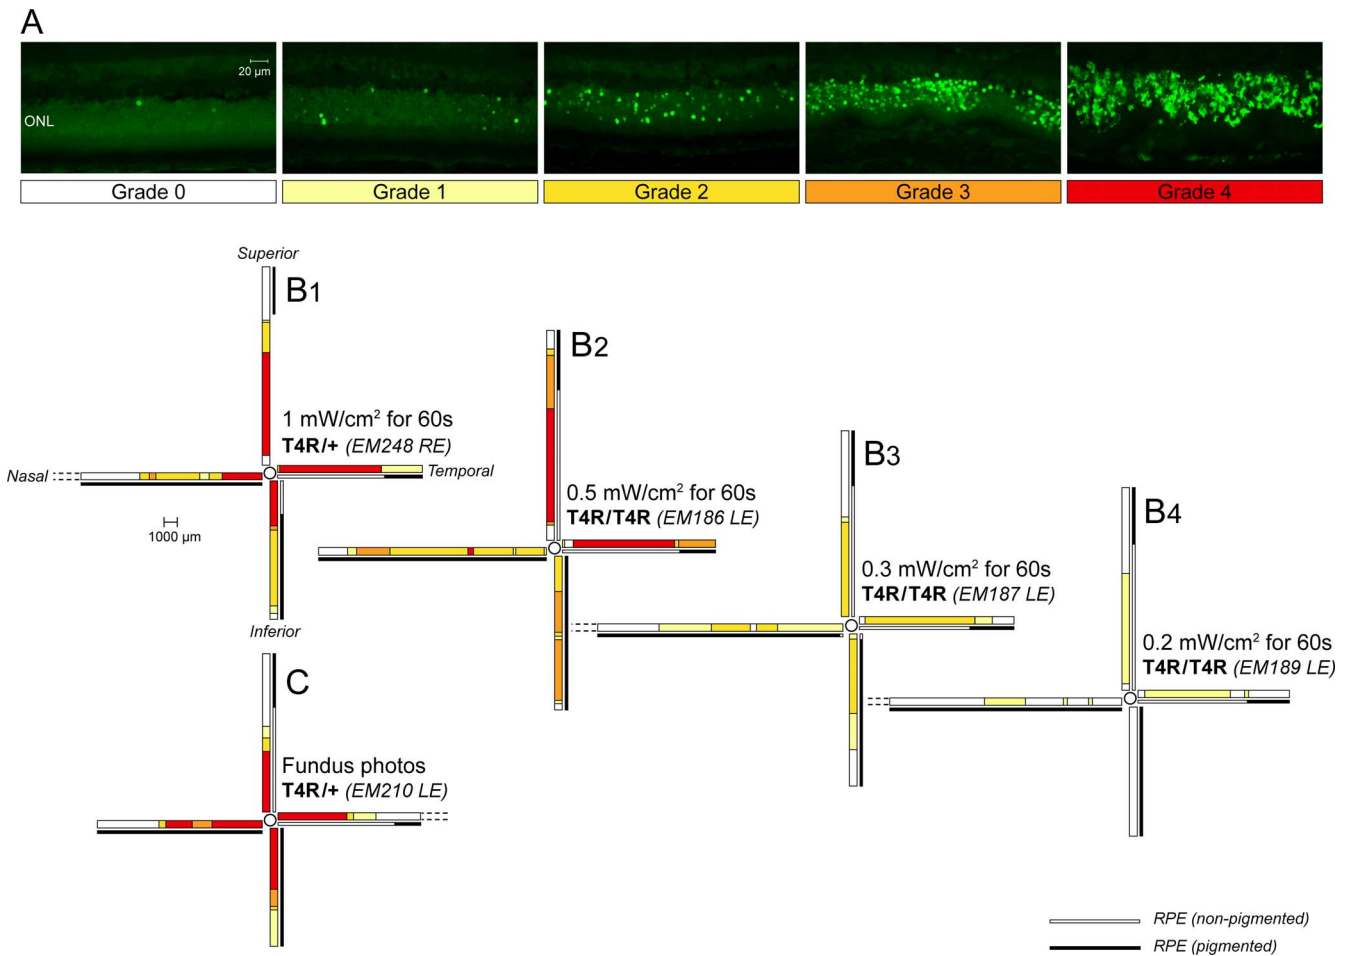 A
20 µm
ONL
Grade 0
Grade 1
Grade 2
Grade 3
Grade 4
Superior
B1
1 mW/cm² for 60s
T4R/+ (EM248 RE)
Nasal
Temporal
1000 µm
Inferior
B2
0.5 mW/cm² for 60s
T4R/T4R (EM186 LE)
B3
0.3 mW/cm² for 60s
T4R/T4R (EM187 LE)
B4
0.2 mW/cm² for 60s
T4R/T4R (EM189 LE)
C
Fundus photos
T4R/+ (EM210 LE)
RPE (non-pigmented)
RPE (pigmented)